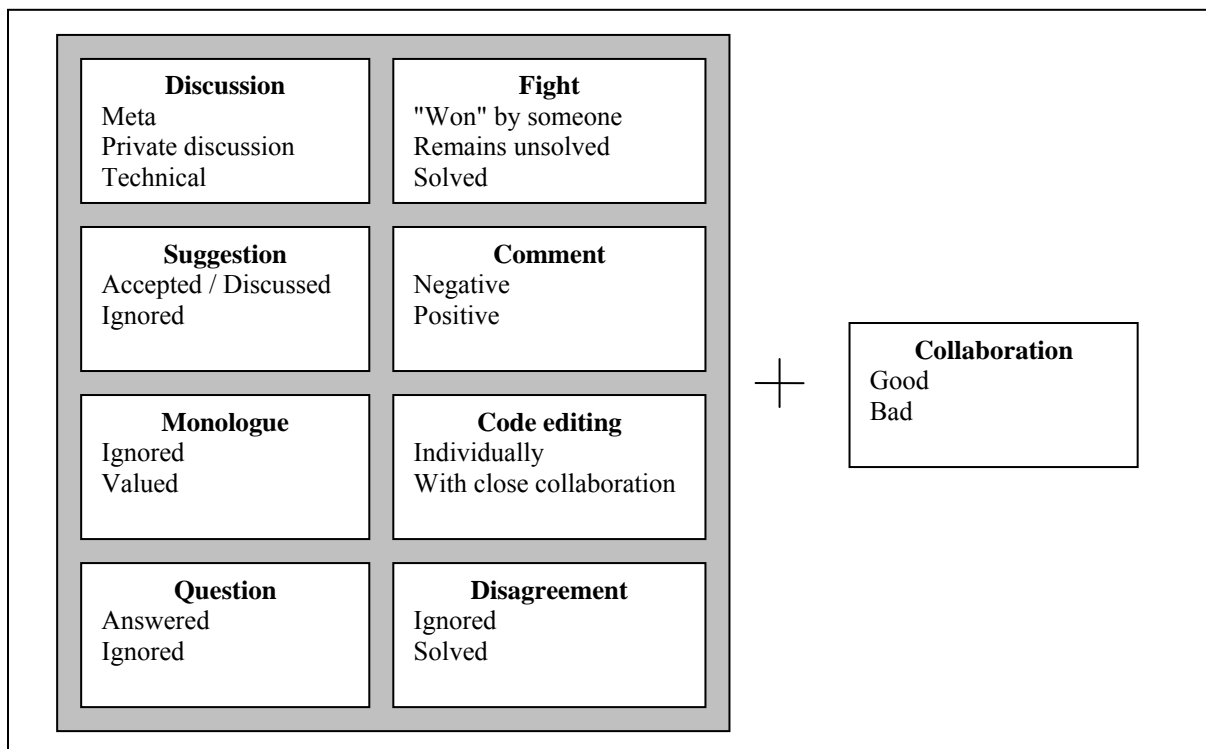 Discussion
Meta
Private discussion
Technical
Fight
"Won" by someone
Remains unsolved
Solved
Suggestion
Accepted / Discussed
Ignored
Comment
Negative
Positive
Monologue
Ignored
Valued
Code editing
Individually
With close collaboration
Question
Answered
Ignored
Disagreement
Ignored
Solved
Collaboration
Good
Bad